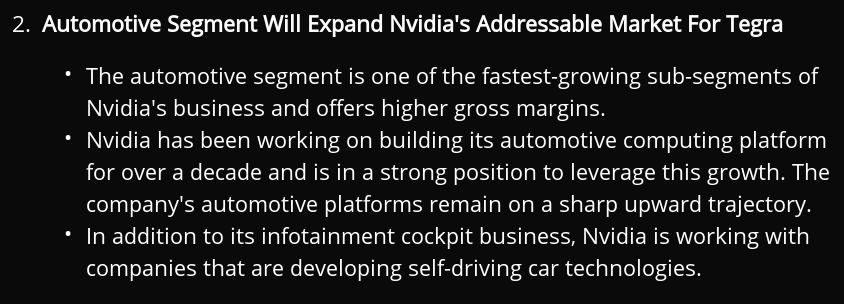 2. Automotive Segment Will Expand Nvidia's Addressable Market For Tegra
• The automotive segment is one of the fastest-growing sub-segments of
Nvidia's business and offers higher gross margins.
• Nvidia has been working on building its automotive computing platform
for over a decade and is in a strong position to leverage this growth. The
company's automotive platforms remain on a sharp upward trajectory.
• In addition to its infotainment cockpit business, Nvidia is working with
companies that are developing self-driving car technologies.